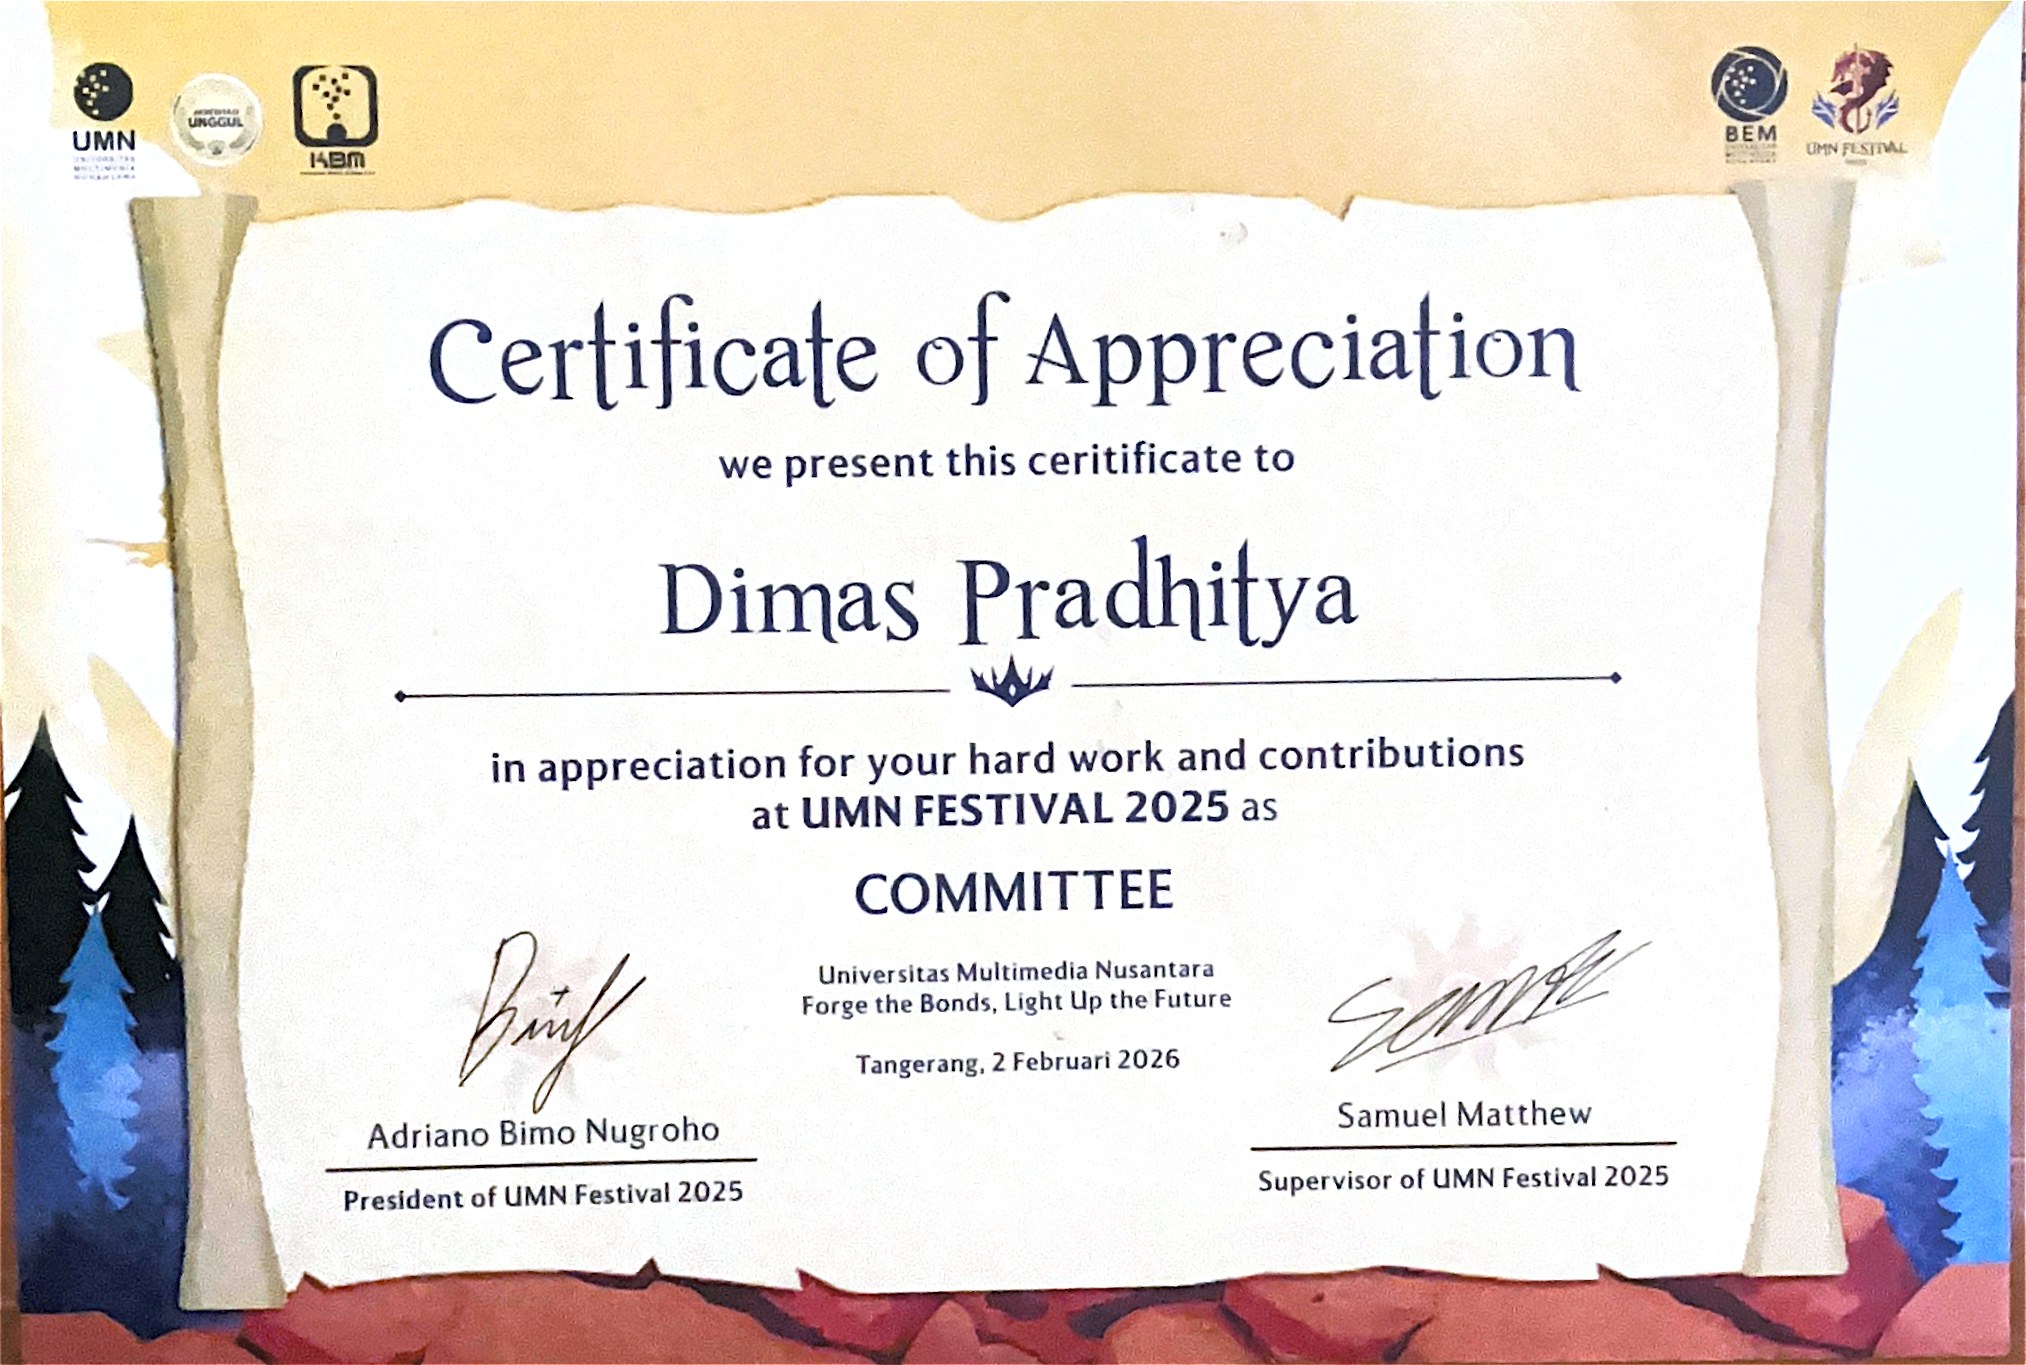 UMN
UNIVERSITAS
MULTIMEDIA
NUSANTARA
UNGGUL
KBM
BEM
UMN FESTIVAL
Certificate of Appreciation
we present this ceritificate to
Dimas Pradhitya
in appreciation for your hard work and contributions
at UMN FESTIVAL 2025 as
COMMITTEE
Universitas Multimedia Nusantara
Forge the Bonds, Light Up the Future
Tangerang, 2 Februari 2026
Adriano Bimo Nugroho
President of UMN Festival 2025
Samuel Matthew
Supervisor of UMN Festival 2025